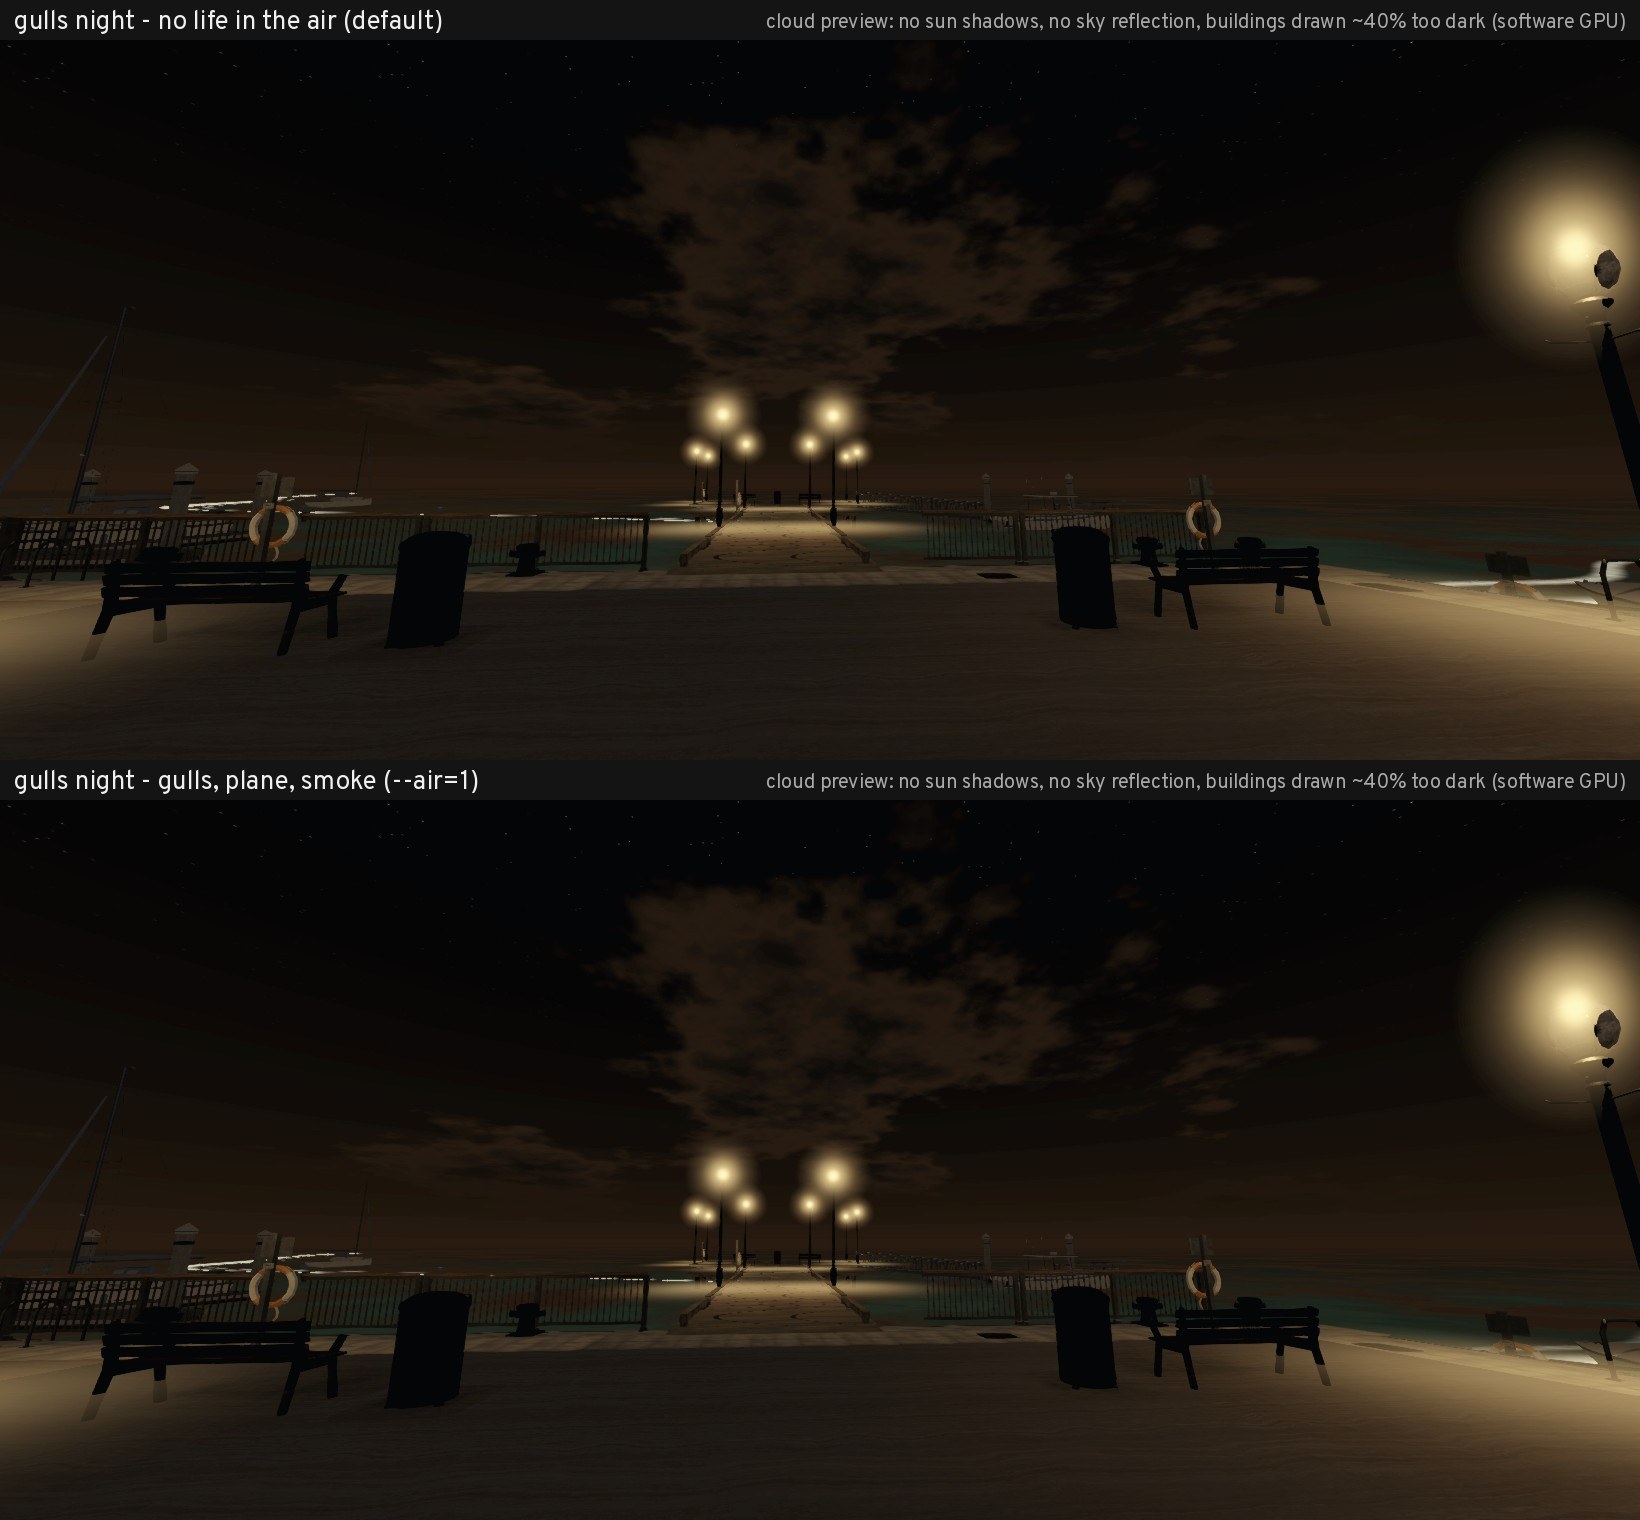 gulls night - no life in the air (default)
cloud preview: no sun shadows, no sky reflection, buildings drawn ~40% too dark (software GPU)
gulls night - gulls, plane, smoke (--air=1)
cloud preview: no sun shadows, no sky reflection, buildings drawn ~40% too dark (software GPU)